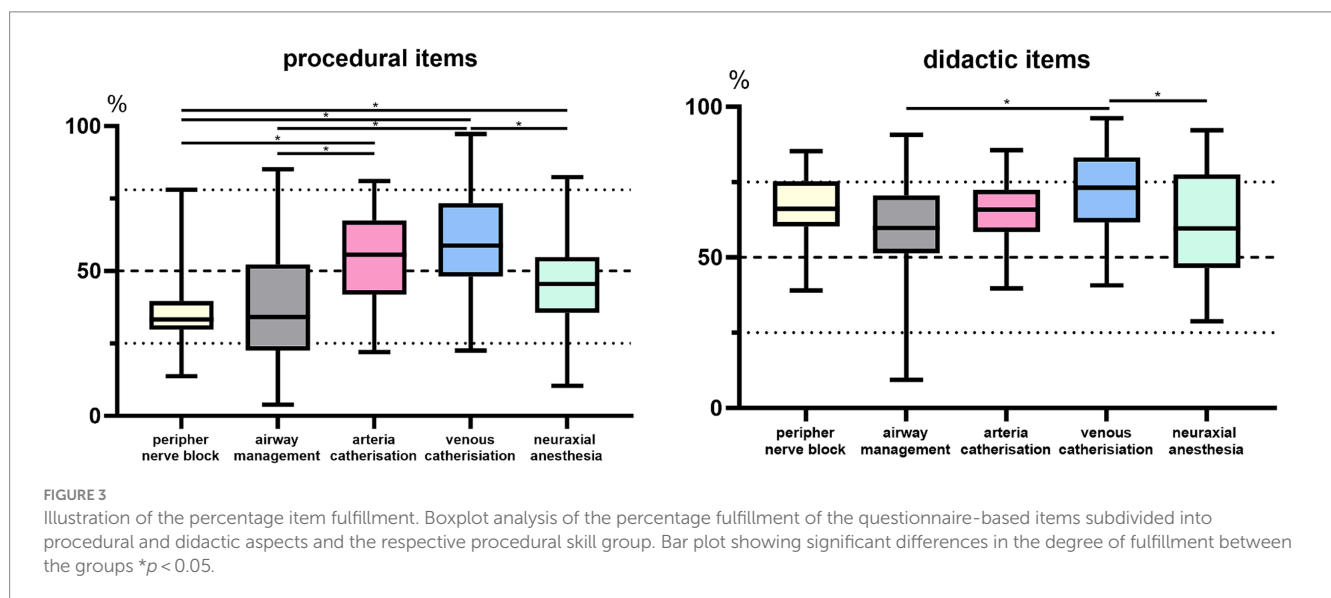 procedural items
%
* * * * * *
100
50
0
peripher
nerve block
airway
management
arteria
catherisation
venous
catherisiation
neuraxial
anesthesia
didactic items
%
* *
100
50
0
peripher
nerve block
airway
management
arteria
catherisation
venous
catherisiation
neuraxial
anesthesia
FIGURE 3
Illustration of the percentage item fulfillment. Boxplot analysis of the percentage fulfillment of the questionnaire-based items subdivided into
procedural and didactic aspects and the respective procedural skill group. Bar plot showing significant differences in the degree of fulfillment between
the groups *p < 0.05.